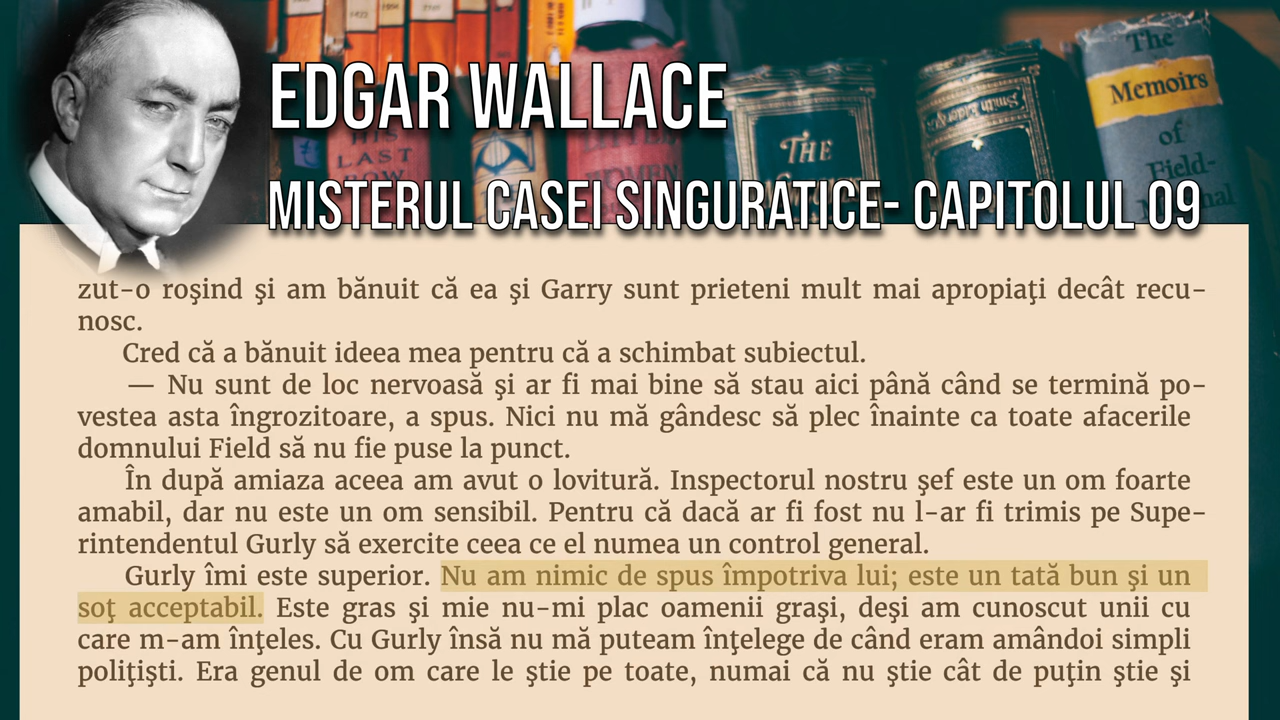 EDGAR WALLACE
MISTERUL CASEI SINGURATICE- CAPITOLUL 09
HIS
LAST
BOW
WOMEN
THE
The
Memoirs
of
Field-
zut-o roşind şi am bănuit că ea şi Garry sunt prieteni mult mai apropiaţi decât recu-
nosc.
Cred că a bănuit ideea mea pentru că a schimbat subiectul.
— Nu sunt de loc nervoasă şi ar fi mai bine să stau aici până când se termină po-
vestea asta îngrozitoare, a spus. Nici nu mă gândesc să plec înainte ca toate afacerile
domnului Field să nu fie puse la punct.
În după amiaza aceea am avut o lovitură. Inspectorul nostru şef este un om foarte
amabil, dar nu este un om sensibil. Pentru că dacă ar fi fost nu l-ar fi trimis pe Supe-
rintendentul Gurly să exercite ceea ce el numea un control general.
Gurly îmi este superior. Nu am nimic de spus împotriva lui; este un tată bun şi un
soţ acceptabil. Este gras şi mie nu-mi plac oamenii graşi, deşi am cunoscut unii cu
care m-am înţeles. Cu Gurly însă nu mă puteam înţelege de când eram amândoi simpli
poliţişti. Era genul de om care le ştie pe toate, numai că nu ştie cât de puţin ştie şi